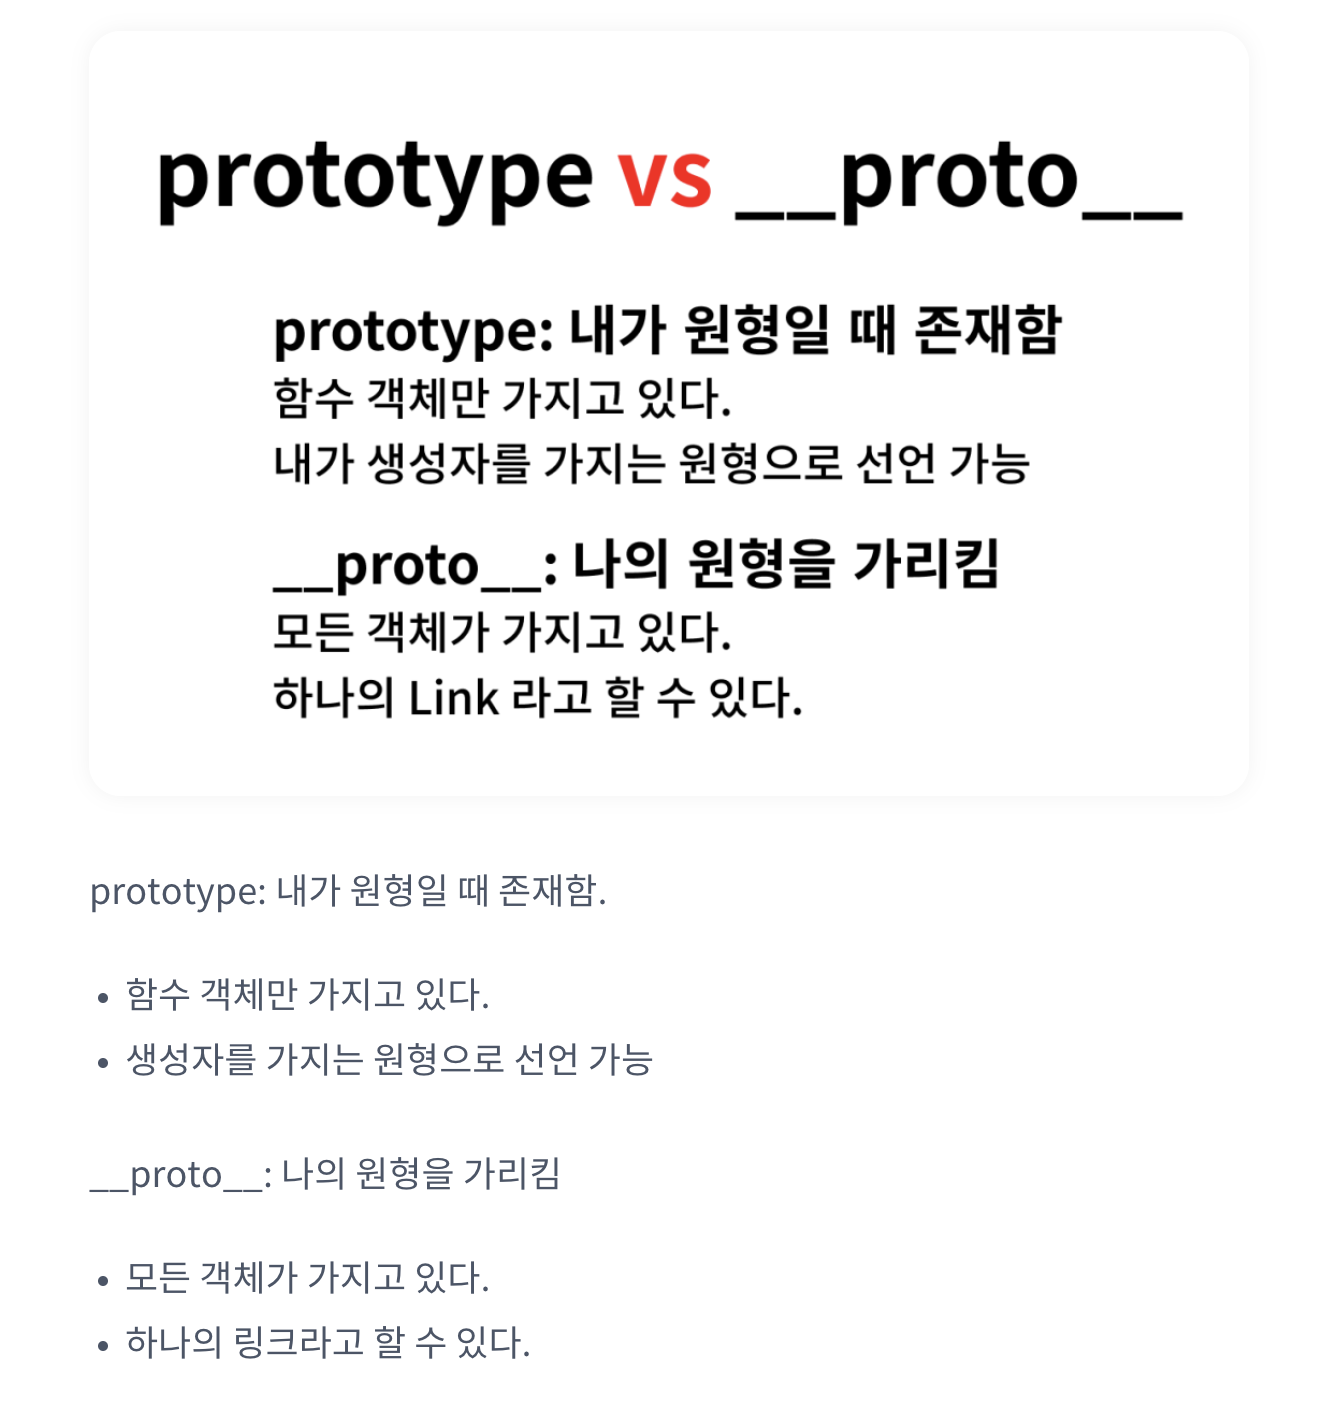 prototype vs __proto__
prototype: 내가 원형일 때 존재함
함수 객체만 가지고 있다.
내가 생성자를 가지는 원형으로 선언 가능
__proto__: 나의 원형을 가리킴
모든 객체가 가지고 있다.
하나의 Link 라고 할 수 있다.
prototype: 내가 원형일 때 존재함.
• 함수 객체만 가지고 있다.
• 생성자를 가지는 원형으로 선언 가능
__proto__: 나의 원형을 가리킴
• 모든 객체가 가지고 있다.
• 하나의 링크라고 할 수 있다.